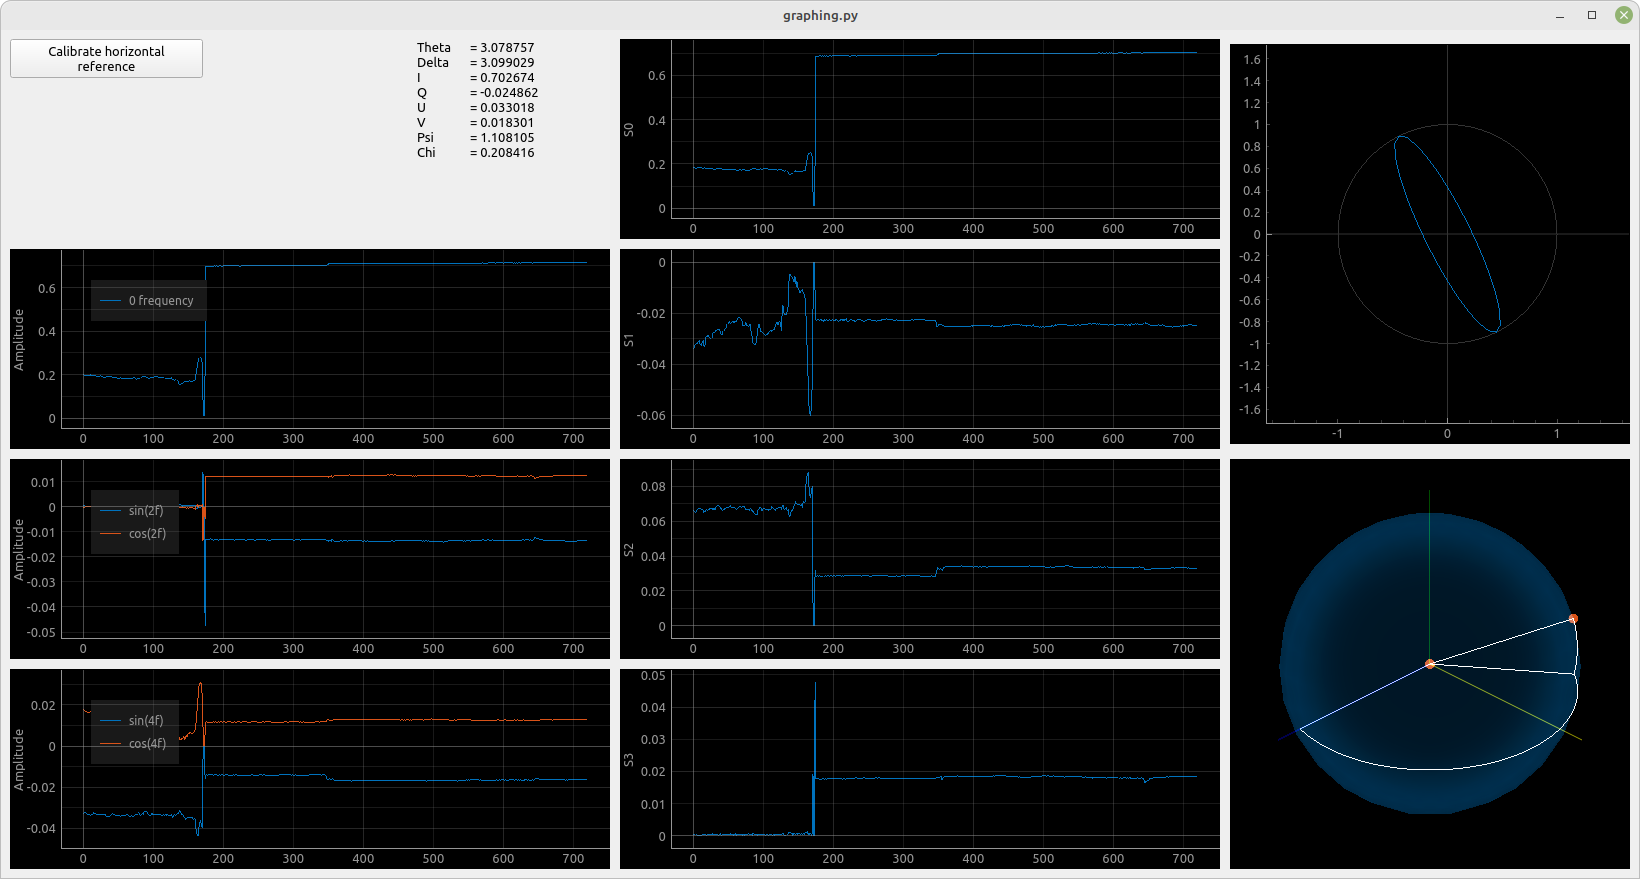 graphing.py
Calibrate horizontal
reference
Theta = 3.078757
Delta = 3.099029
I = 0.702674
Q = -0.024862
U = 0.033018
V = 0.018301
Psi = 1.108105
Chi = 0.208416
S0
0.6
0.4
0.2
0
0 100 200 300 400 500 600 700
1.6
1.4
1.2
1
0.8
0.6
0.4
0.2
0
-0.2
-0.4
-0.6
-0.8
-1
-1.2
-1.4
-1.6
-1 0 1
Amplitude
0.6
0.4
0.2
0
0 frequency
0 100 200 300 400 500 600 700
S1
0
-0.02
-0.04
-0.06
0 100 200 300 400 500 600 700
Amplitude
0.01
0
-0.01
-0.02
-0.03
-0.04
-0.05
sin(2f)
cos(2f)
0 100 200 300 400 500 600 700
S2
0.08
0.06
0.04
0.02
0
0 100 200 300 400 500 600 700
Amplitude
0.02
0
-0.02
-0.04
sin(4f)
cos(4f)
0 100 200 300 400 500 600 700
S3
0.05
0.04
0.03
0.02
0.01
0
0 100 200 300 400 500 600 700